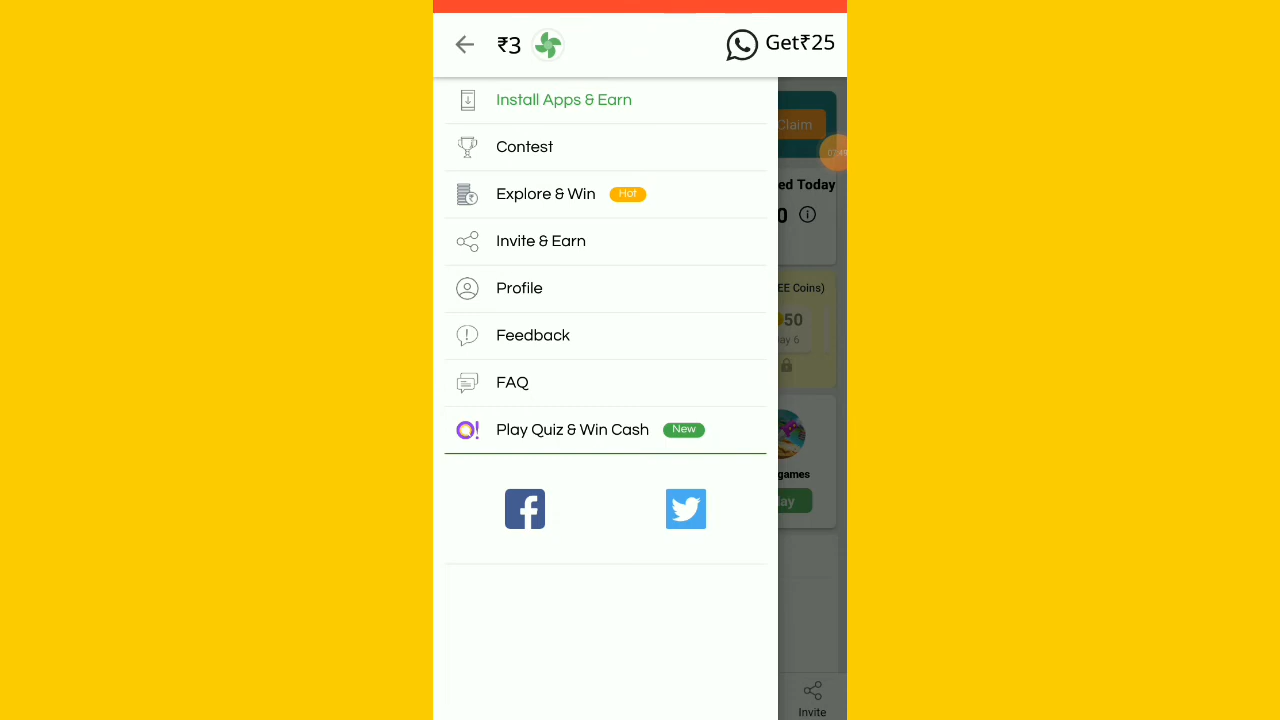 ₹3
Get₹25
Install Apps & Earn
Claim
Contest
ed Today
Explore & Win Hot
0
Invite & Earn
Profile
EE Coins)
50
ay 6
Feedback
FAQ
Play Quiz & Win Cash New
games
ay
Invite